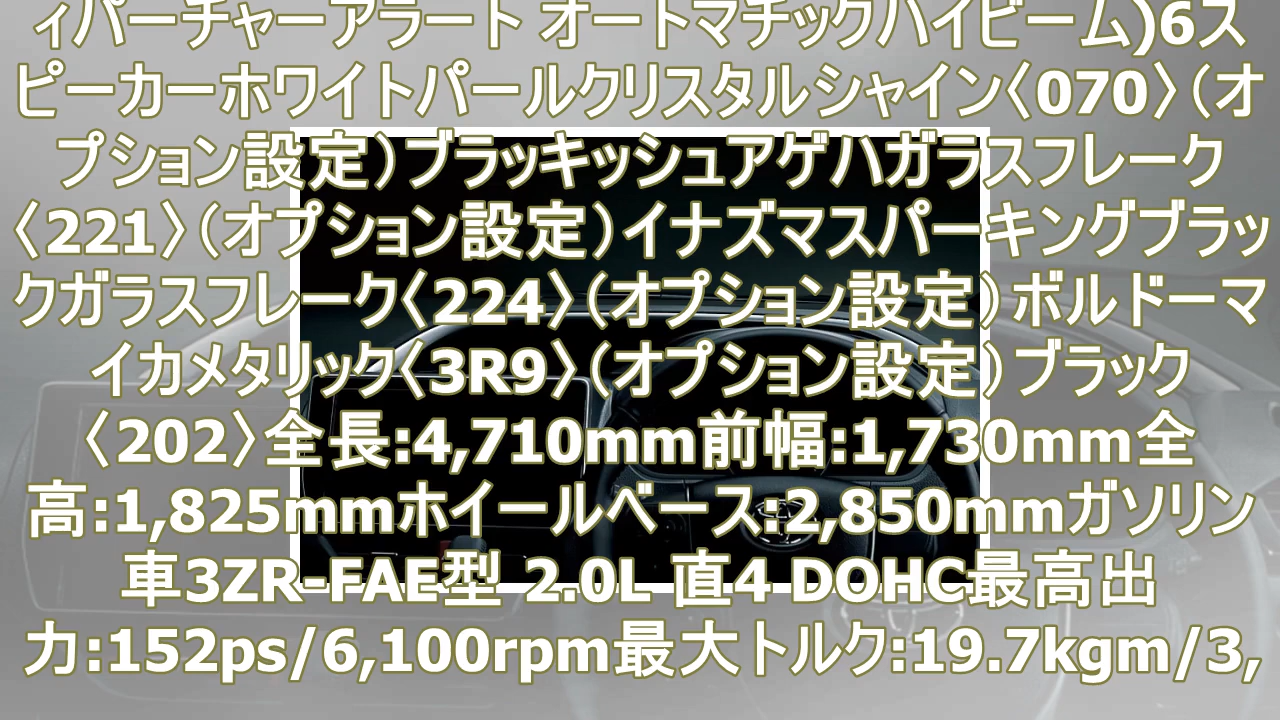 ィパーチャーアラート オートマチックハイビーム)6ス
ピーカーホワイトパールクリスタルシャイン〈070〉（オ
プション設定）ブラッキッシュアゲハガラスフレーク
〈221〉（オプション設定）イナズマスパーキングブラッ
クガラスフレーク〈224〉（オプション設定）ボルドーマ
イカメタリック〈3R9〉（オプション設定）ブラック
〈202〉全長:4,710mm前幅:1,730mm全
高:1,825mmホイールベース:2,850mmガソリン
車3ZR-FAE型 2.0L 直4 DOHC最高出
力:152ps/6,100rpm最大トルク:19.7kgm/3,